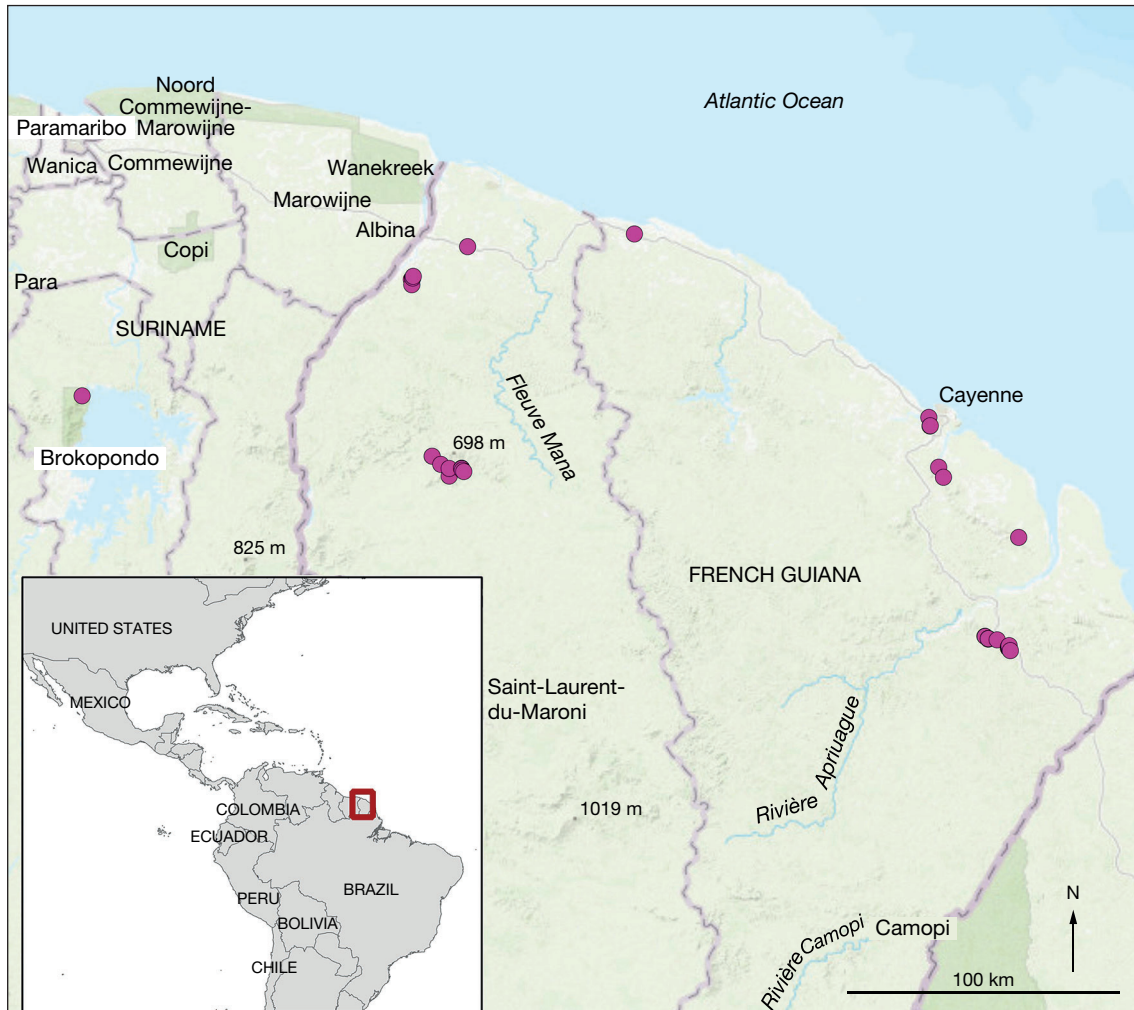 Noord
Commewijne-
Marowijne
Atlantic Ocean
Paramaribo
Wanica
Commewijne
Wanekreek
Marowijne
Albina
Copi
Para
SURINAME
Fleuve Mana
Cayenne
698 m
Brokopondo
825 m
FRENCH GUIANA
Saint-Laurent-
du-Maroni
Rivière Apriuague
1019 m
Rivière Camopi
Camopi
N
100 km
UNITED STATES
MEXICO
COLOMBIA
ECUADOR
PERU
BRAZIL
BOLIVIA
CHILE